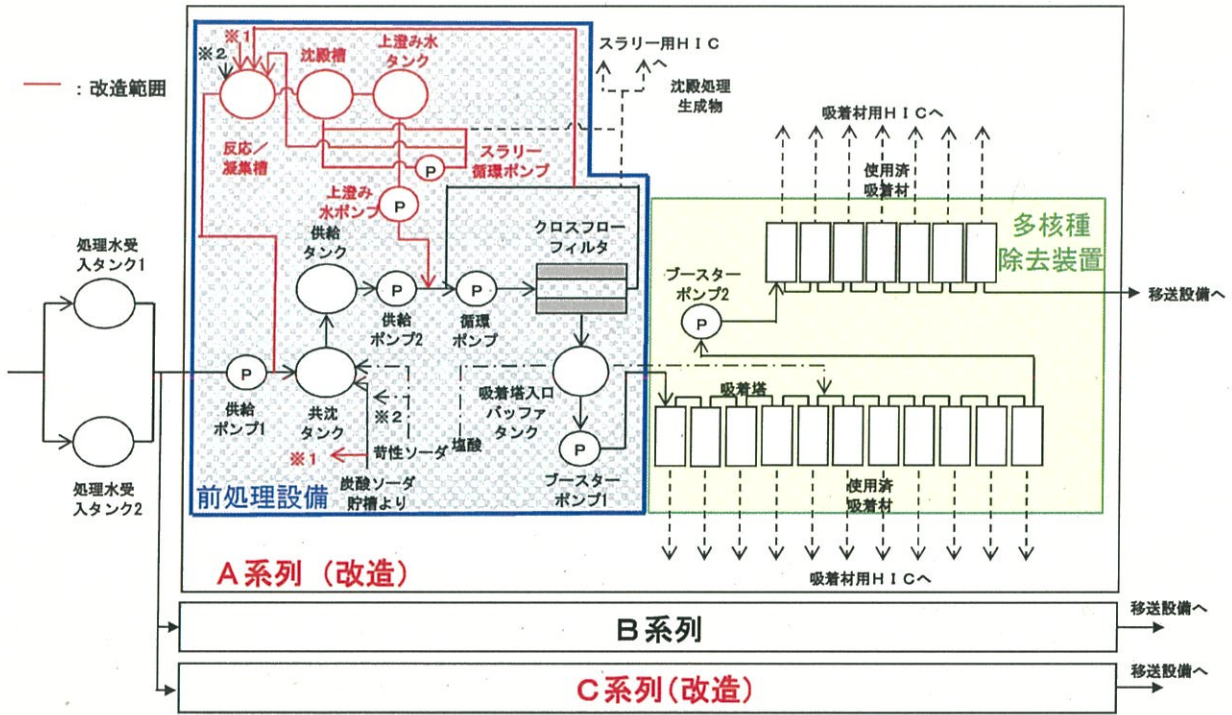 ※1
※2
沈殿槽
上澄み水
タンク
スラリー用HIC
へ
沈殿処理
生成物
：改造範囲
反応／
凝集槽
P
スラリー
循環ポンプ
上澄み
水ポンプ
P
吸着材用HICへ
使用済
吸着材
多核種
除去装置
処理水受
入タンク1
供給
タンク
クロスフロー
フィルタ
ブースター
ポンプ2
P
移送設備へ
P
供給
ポンプ2
P
循環
ポンプ
P
供給
ポンプ1
共沈
タンク
※2
苛性ソーダ
塩酸
吸着塔入口
バッファ
タンク
吸着塔
※1
炭酸ソーダ
貯槽より
P
ブースター
ポンプ1
使用済
吸着材
処理水受
入タンク2
前処理設備
吸着材用HICへ
A系列（改造）
B系列
移送設備へ
C系列(改造)
移送設備へ